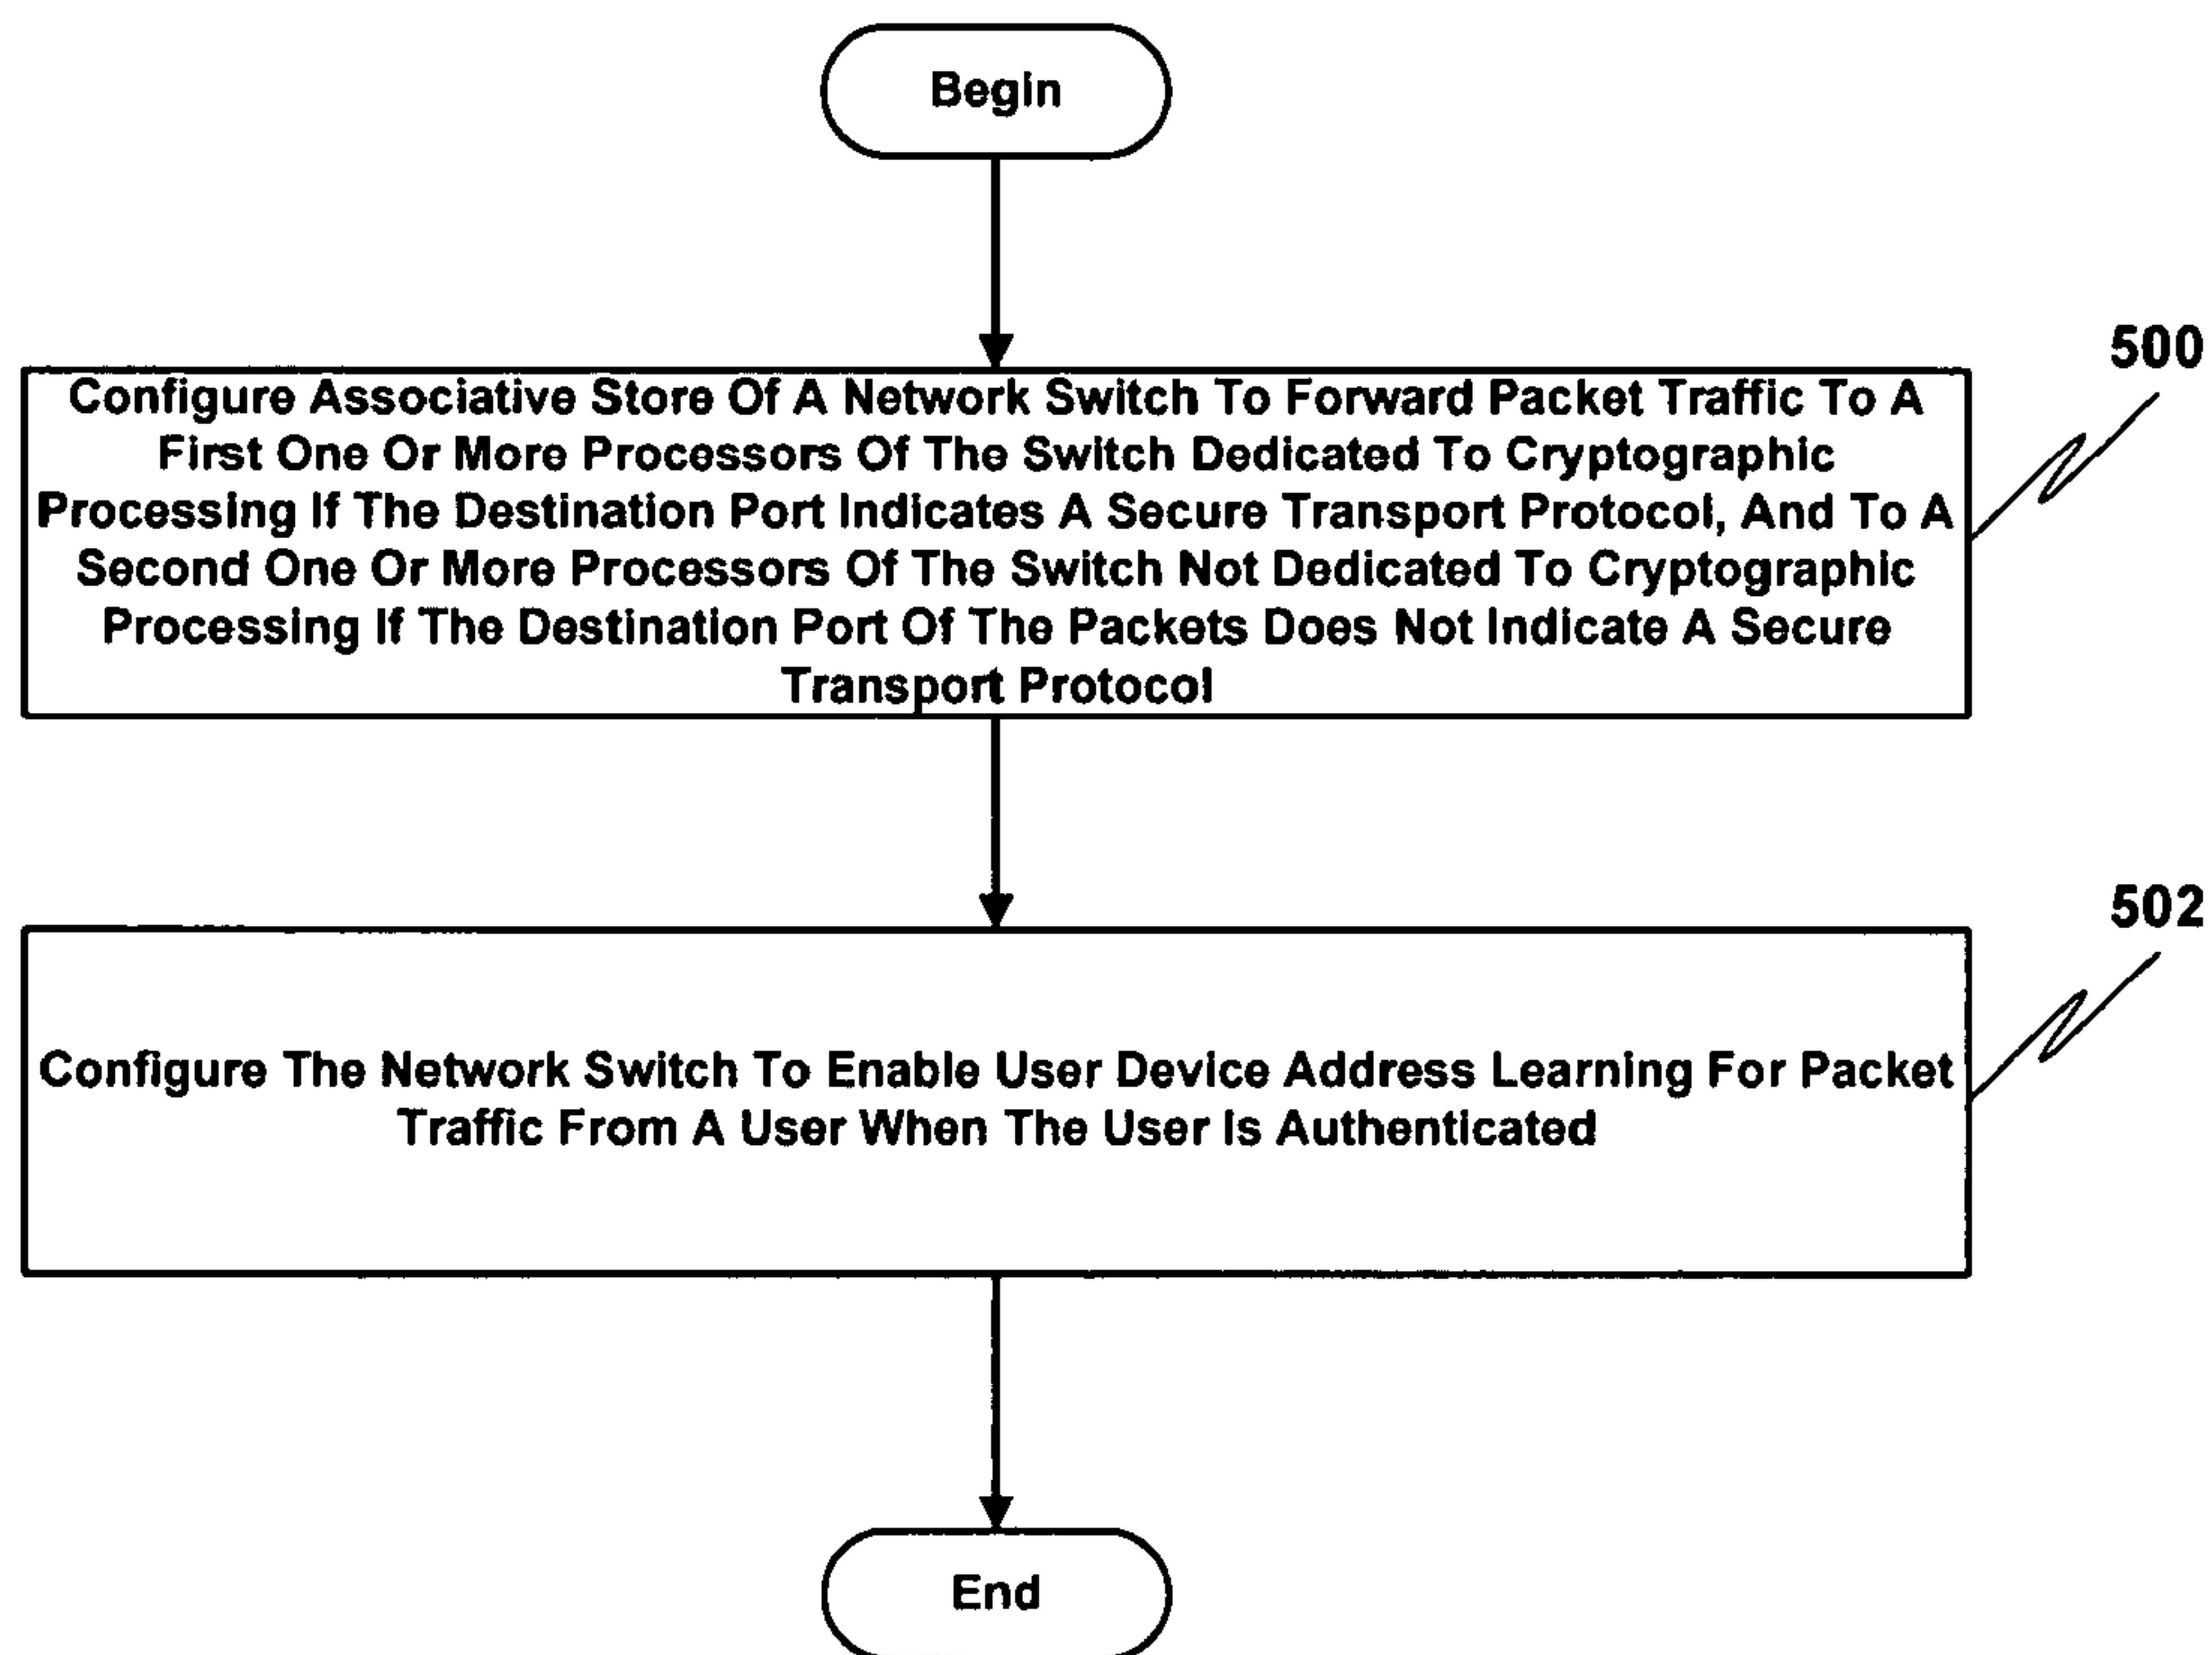 Begin
500
Configure Associative Store Of A Network Switch To Forward Packet Traffic To A
First One Or More Processors Of The Switch Dedicated To Cryptographic
Processing If The Destination Port Indicates A Secure Transport Protocol, And To A
Second One Or More Processors Of The Switch Not Dedicated To Cryptographic
Processing If The Destination Port Of The Packets Does Not Indicate A Secure
Transport Protocol
502
Configure The Network Switch To Enable User Device Address Learning For Packet
Traffic From A User When The User Is Authenticated
End